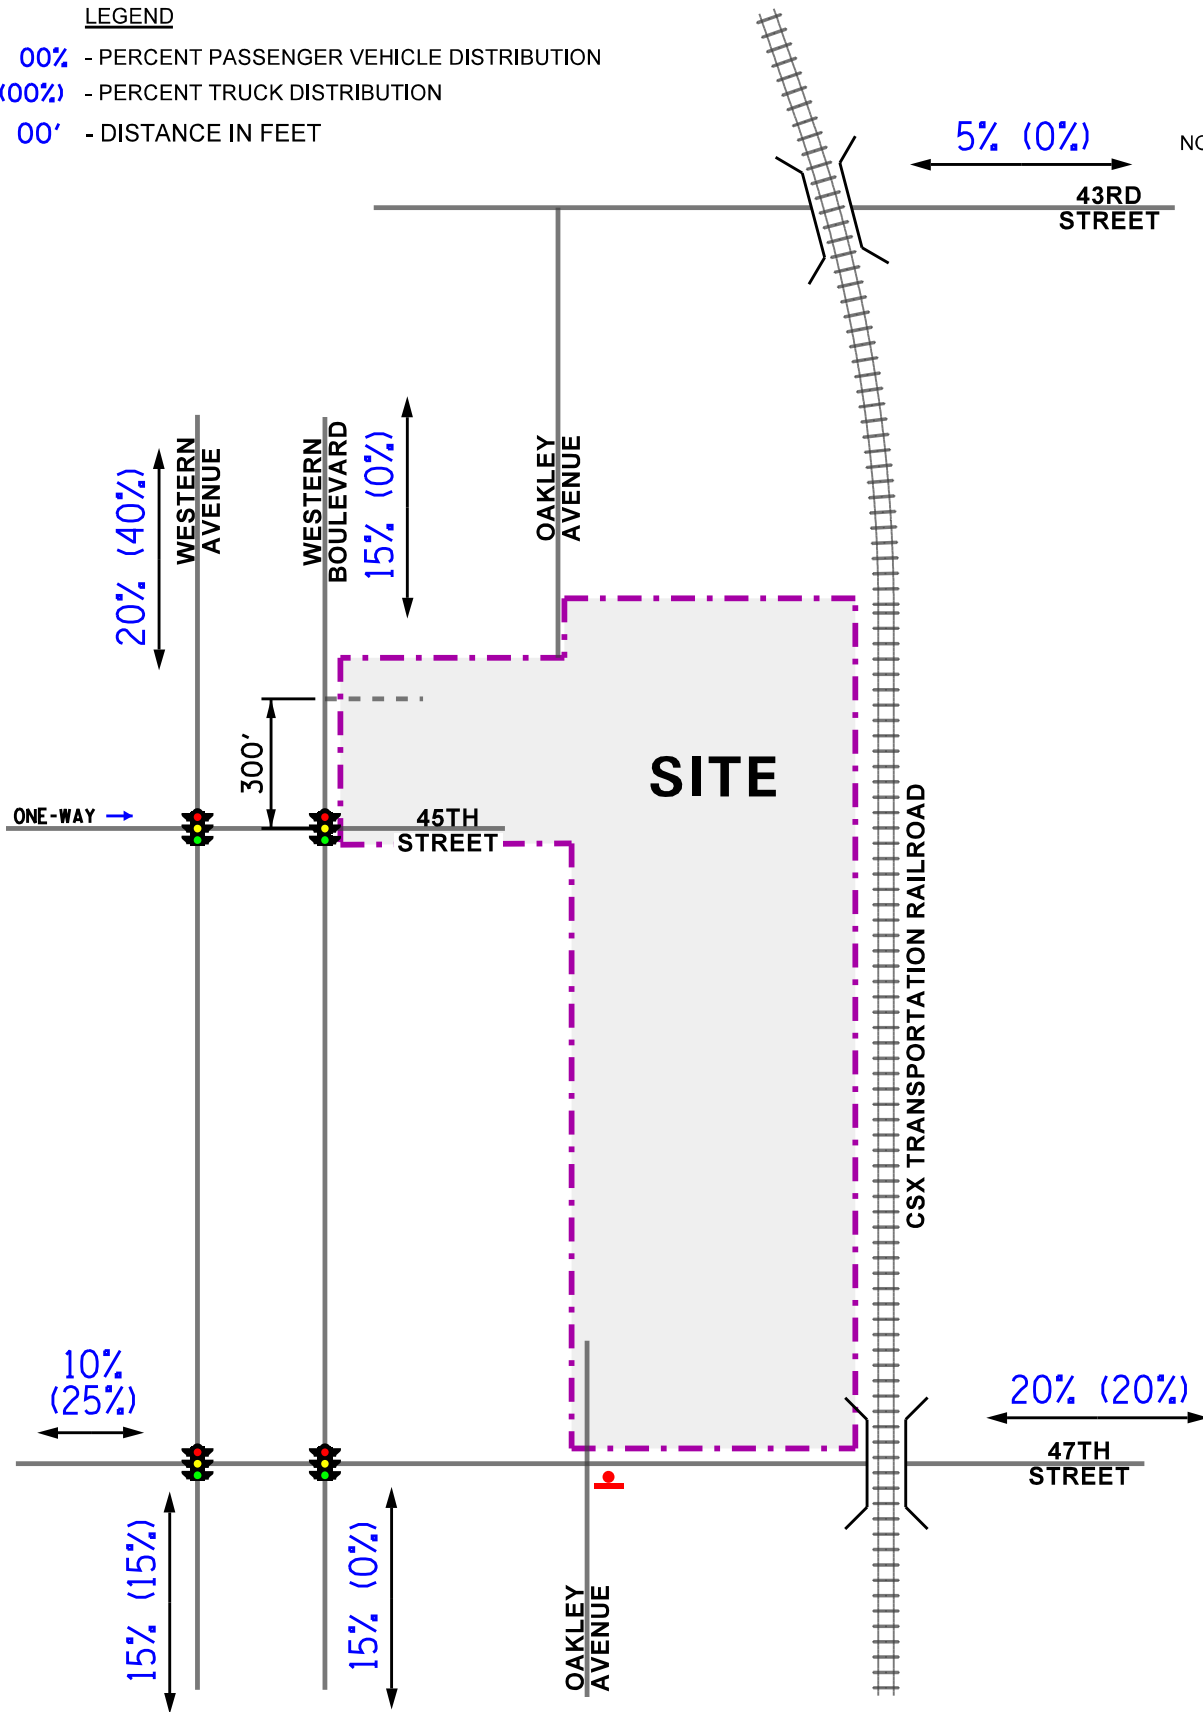 LEGEND
00% - PERCENT PASSENGER VEHICLE DISTRIBUTION
(00%) - PERCENT TRUCK DISTRIBUTION
00' - DISTANCE IN FEET
5% (0%)
43RD
STREET
20% (40%)
WESTERN
AVENUE
WESTERN
BOULEVARD
15% (0%)
OAKLEY
AVENUE
300'
SITE
ONE-WAY
45TH
STREET
CSX TRANSPORTATION RAILROAD
10%
(25%)
20% (20%)
47TH
STREET
15% (15%)
15% (0%)
OAKLEY
AVENUE